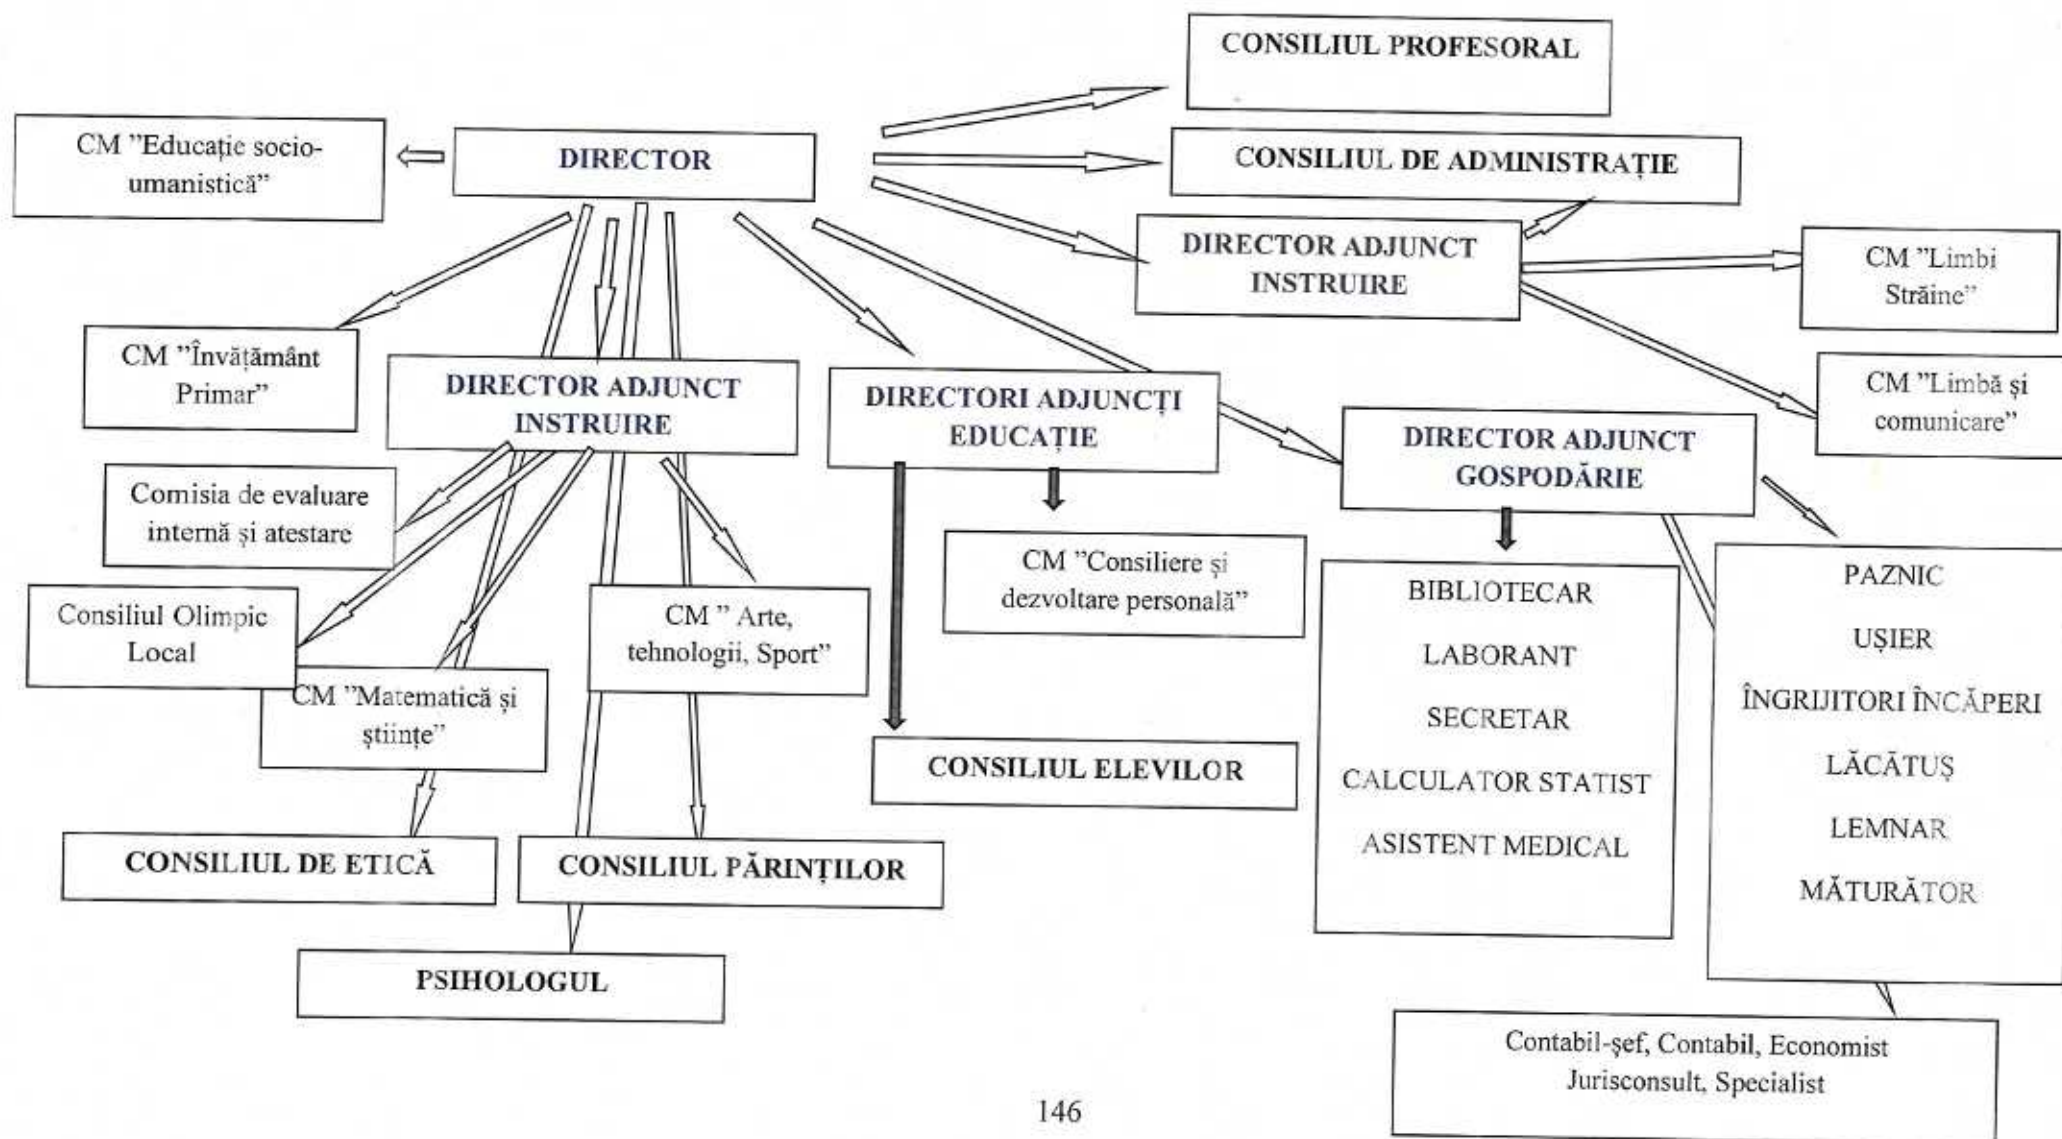 CONSILIUL PROFESORAL
CM ”Educație socio-
umanistică”
DIRECTOR
CONSILIUL DE ADMINISTRAȚIE
DIRECTOR ADJUNCT
INSTRUIRE
CM ”Limbi
Străine”
CM ”Învățământ
Primar”
DIRECTOR ADJUNCT
INSTRUIRE
DIRECTORI ADJUNCȚI
EDUCAȚIE
CM ”Limbă și
comunicare”
DIRECTOR ADJUNCT
GOSPODĂRIE
Comisia de evaluare
internă și atestare
CM ”Consiliere și
dezvoltare personală”
Consiliul Olimpic
Local
CM ” Arte,
tehnologii, Sport”
CM ”Matematică și
științe”
BIBLIOTECAR
LABORANT
SECRETAR
CALCULATOR STATIST
ASISTENT MEDICAL
PAZNIC
UȘIER
ÎNGRIJITORI ÎNCĂPERI
LĂCĂTUȘ
LEMNAR
MĂTURĂTOR
CONSILIUL ELEVILOR
CONSILIUL DE ETICĂ
CONSILIUL PĂRINȚILOR
PSIHOLOGUL
Contabil-șef, Contabil, Economist
Jurisconsult, Specialist
146